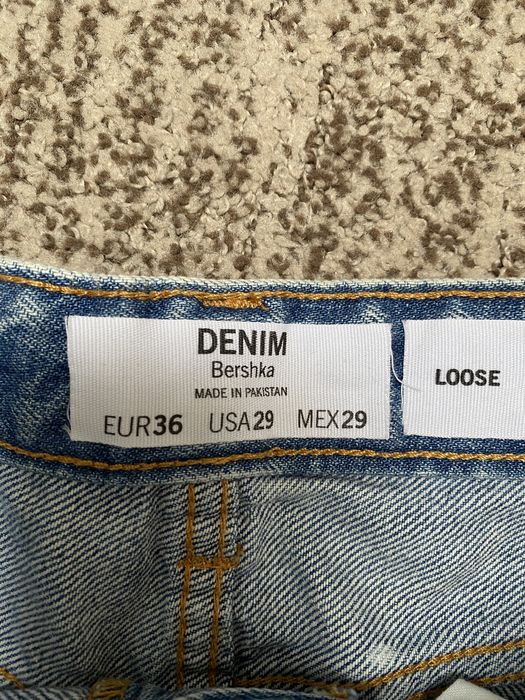 DENIM
Bershka
MADE IN PAKISTAN
EUR36 USA29 MEX29
LOOSE